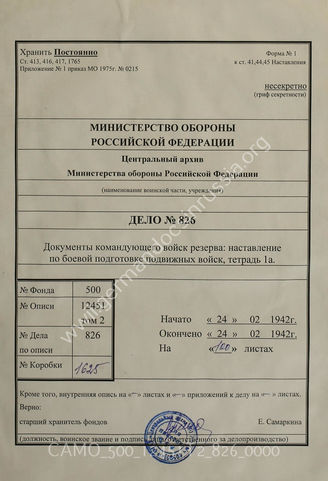 Хранить Постоянно
Ст. 413, 416, 417, 1765
Приложение № 1 приказ МО 1975г. № 0215
Форма № 1
к ст. 41,44,45 Наставления
несекретно
(гриф секретности)
МИНИСТЕРСТВО ОБОРОНЫ
РОССИЙСКОЙ ФЕДЕРАЦИИ
Центральный архив
Министерства обороны Российской Федерации
(наименование воинской части, учреждения)
ДЕЛО № 826
Документы командующего войск резерва: наставление
по боевой подготовке подвижных войск, тетрадь 1а.
№ Фонда 500
№ Описи 12451
том 2
№ Дела 826
по описи
№ Коробки 1625
Начато « 24 » 02 1942г.
Окончено « 24 » 02 1942г.
На «100» листах
Кроме того, внутренняя опись на «—» листах и «—» приложений к делу на «—» листах.
Верно:
старший хранитель фондов Е. Самаркина
(должность, воинское звание и подпись ответственного за делопроизводство)
www.germandocsinrussia.org